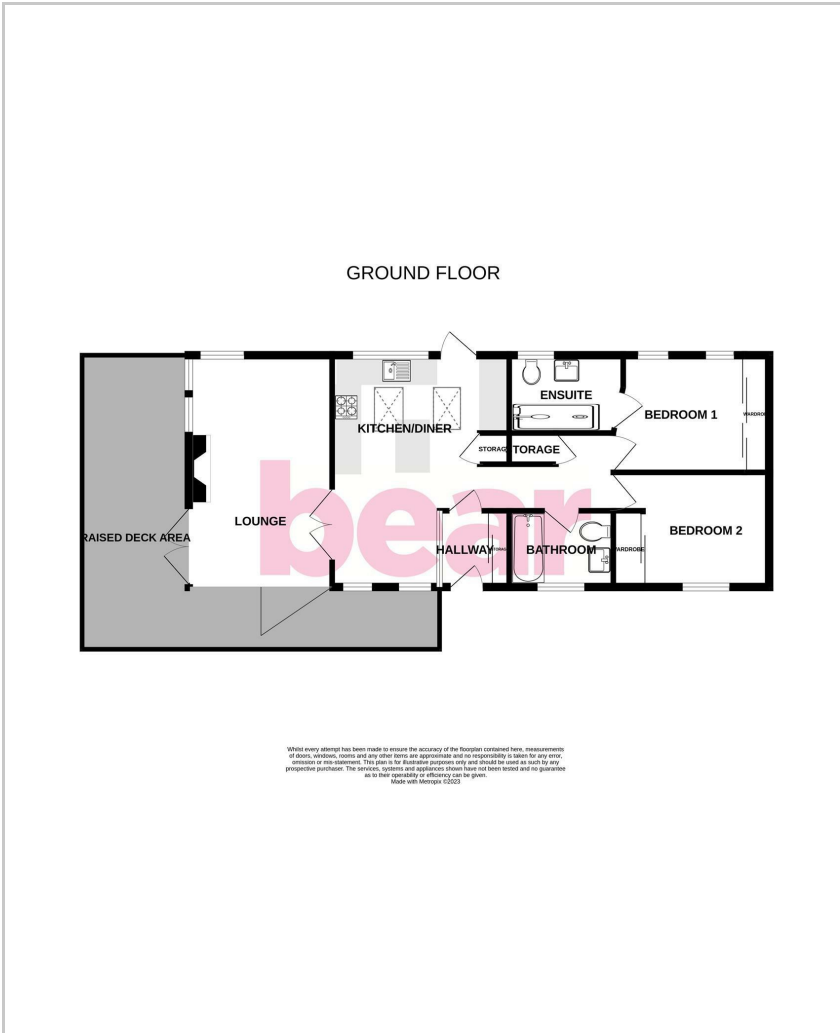 GROUND FLOOR
ENSUITE
BEDROOM 1
WARDRO
KITCHEN/DINER
STORAG
TORAGE
LOUNGE
bear
BEDROOM 2
RAISED DECK AREA
HALLWAY
BATHROOM
WARDROBE
Whilst every attempt has been made to ensure the accuracy of the floorplan contained here, measurements
of doors, windows, rooms and any other items are approximate and no responsibility is taken for any error,
omission or mis-statement. This plan is for illustrative purposes only and should be used as such by any
prospective purchaser. The services, systems and appliances shown have not been tested and no guarantee
as to their operability or efficiency can be given.
Made with Metropix ©2023